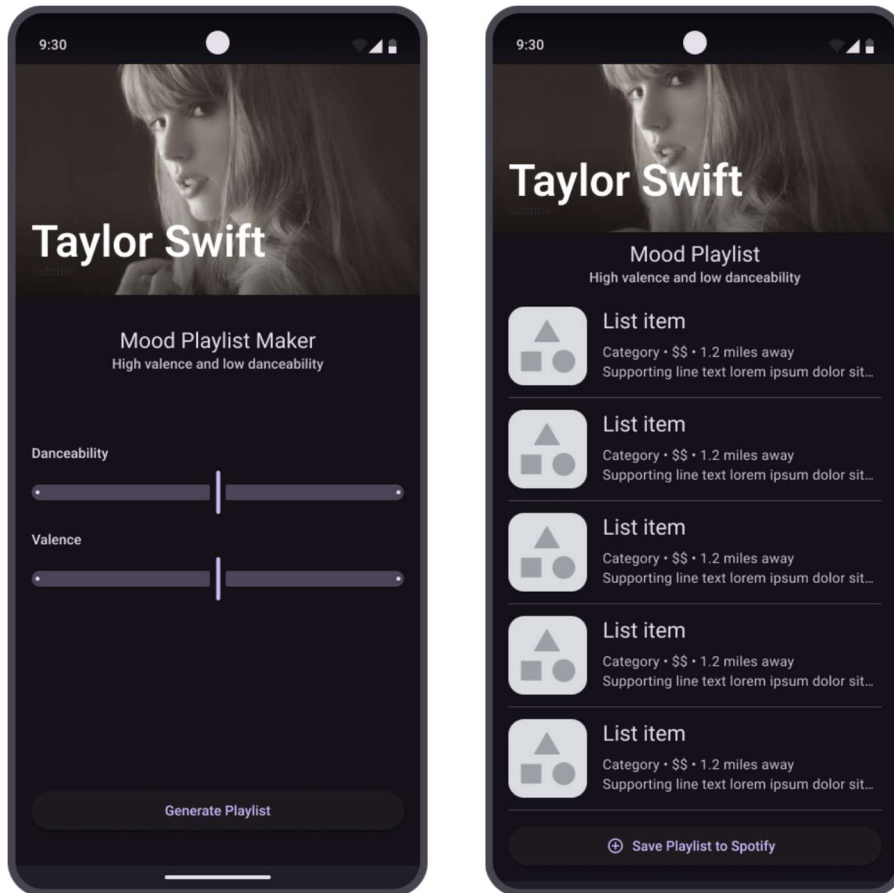 9:30
Taylor Swift
Subtitle
Mood Playlist Maker
High valence and low danceability
Danceability
Valence
Generate Playlist
9:30
Taylor Swift
Subtitle
Mood Playlist
High valence and low danceability
List item
Category • $$ • 1.2 miles away
Supporting line text lorem ipsum dolor sit...
List item
Category • $$ • 1.2 miles away
Supporting line text lorem ipsum dolor sit...
List item
Category • $$ • 1.2 miles away
Supporting line text lorem ipsum dolor sit...
List item
Category • $$ • 1.2 miles away
Supporting line text lorem ipsum dolor sit...
List item
Category • $$ • 1.2 miles away
Supporting line text lorem ipsum dolor sit...
Save Playlist to Spotify